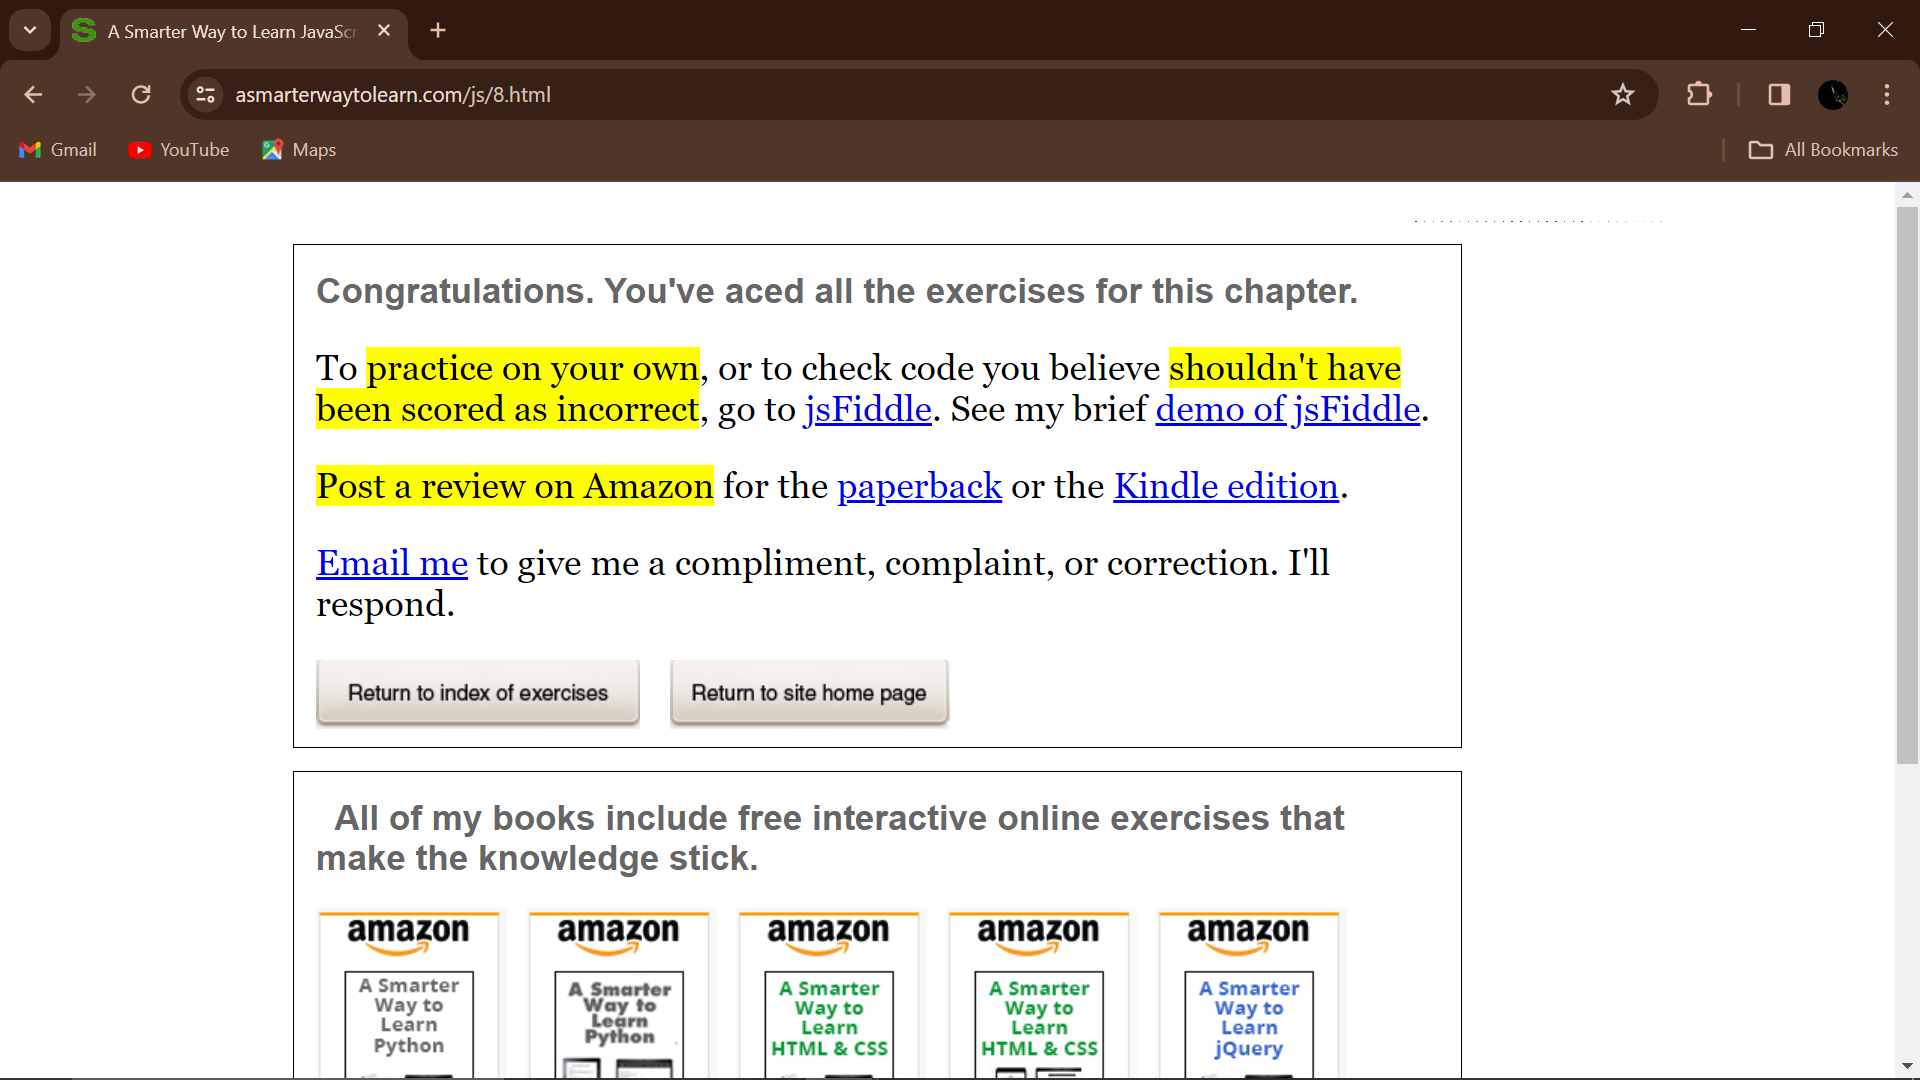 A Smarter Way to Learn JavaScr
asmarterwaytolearn.com/js/8.html
Gmail YouTube Maps All Bookmarks
Congratulations. You've aced all the exercises for this chapter.
To practice on your own, or to check code you believe shouldn't have
been scored as incorrect, go to jsFiddle. See my brief demo of jsFiddle.
Post a review on Amazon for the paperback or the Kindle edition.
Email me to give me a compliment, complaint, or correction. I'll
respond.
Return to index of exercises Return to site home page
All of my books include free interactive online exercises that
make the knowledge stick.
amazon amazon amazon amazon amazon
A Smarter
Way to
Learn
Python
A Smarter
Way to
Learn
Python
A Smarter
Way to
Learn
HTML & CSS
A Smarter
Way to
Learn
HTML & CSS
A Smarter
Way to
Learn
jQuery